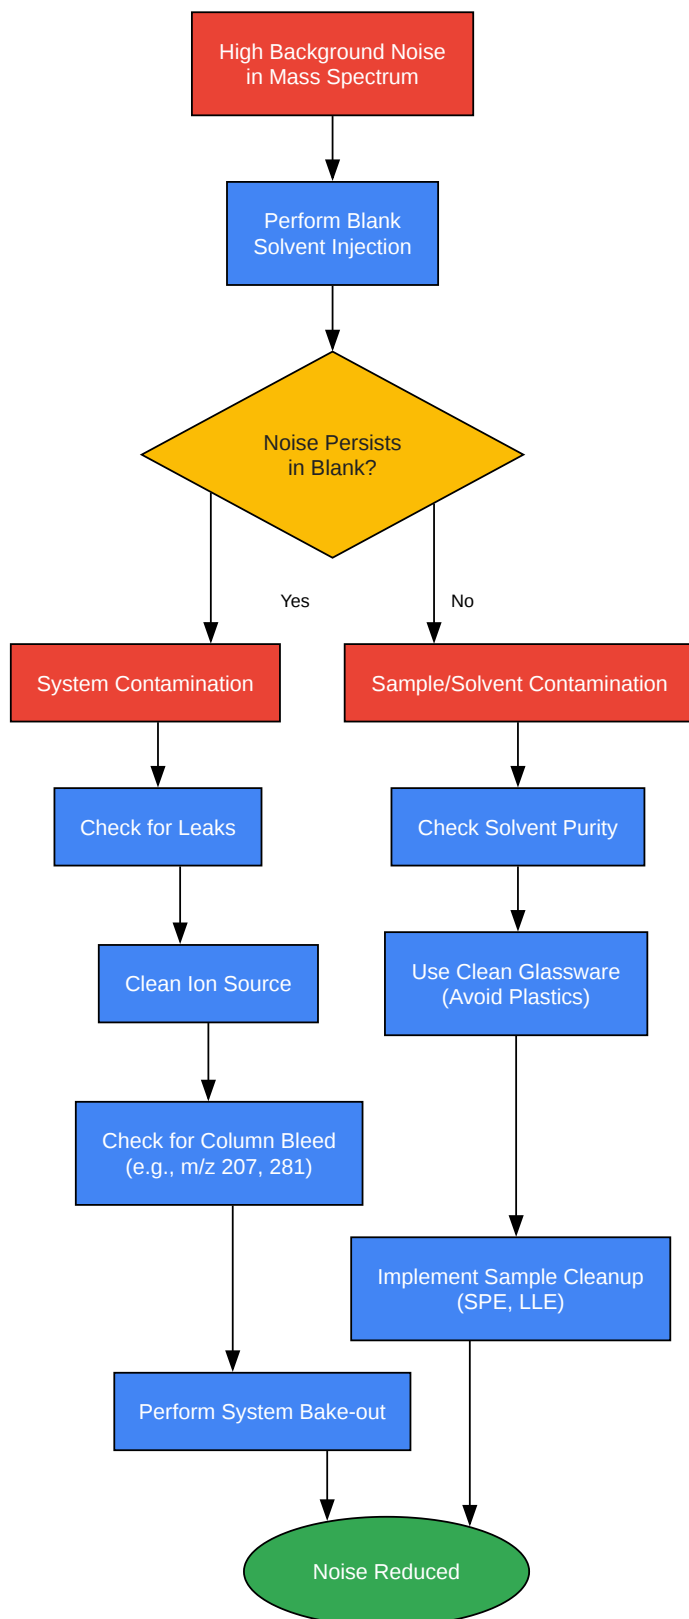 High Background Noise
in Mass Spectrum
Perform Blank
Solvent Injection
Noise Persists
in Blank?
Yes
No
System Contamination
Sample/Solvent Contamination
Check for Leaks
Check Solvent Purity
Clean Ion Source
Use Clean Glassware
(Avoid Plastics)
Check for Column Bleed
(e.g., m/z 207, 281)
Implement Sample Cleanup
(SPE, LLE)
Perform System Bake-out
Noise Reduced